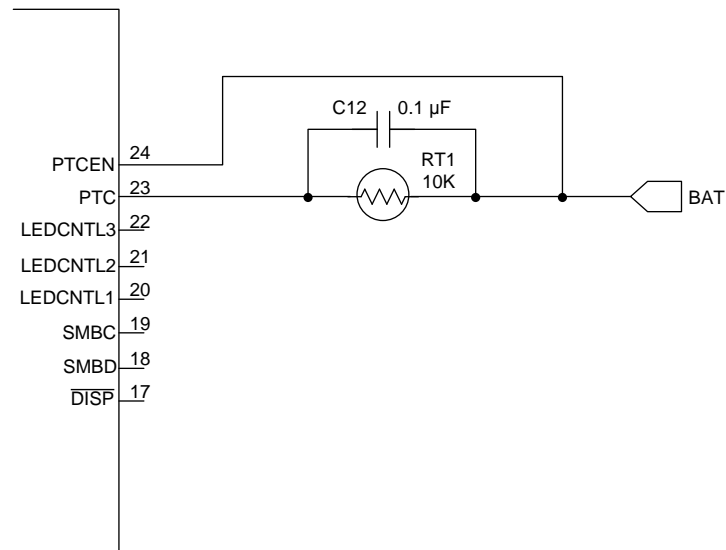 C12 0.1 µF
24
PTCEN
RT1
10K
23
PTC
BAT
22
LEDCNTL3
21
LEDCNTL2
20
LEDCNTL1
19
SMBC
18
SMBD
17
DISP